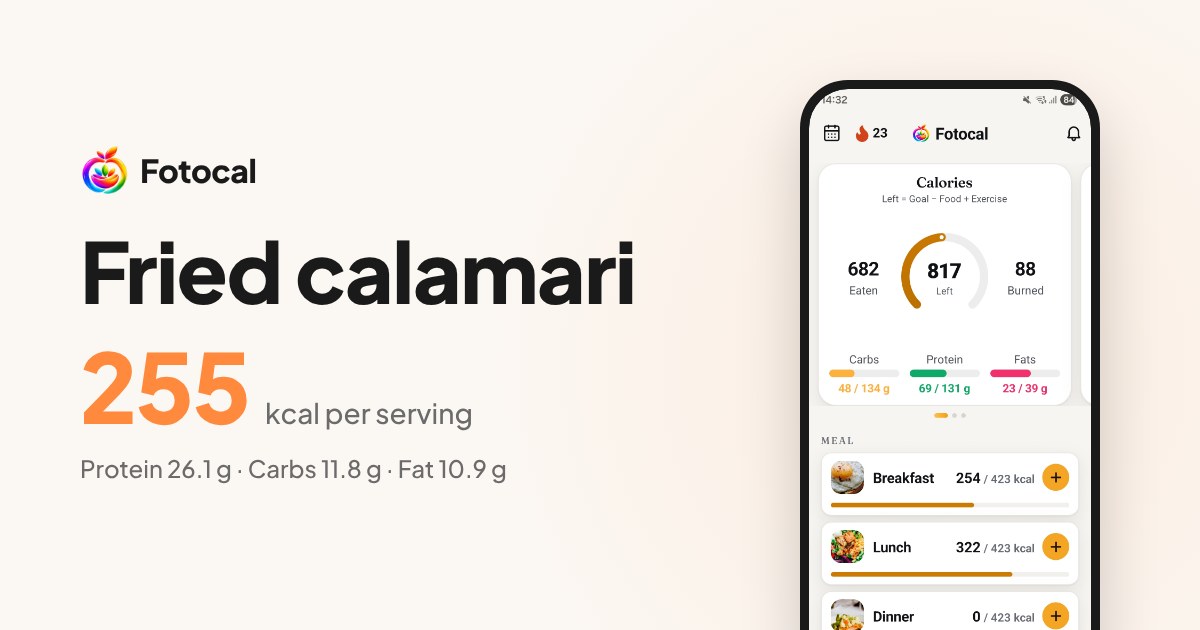 Fotocal
Fried calamari
255 kcal per serving
Protein 26.1 g · Carbs 11.8 g · Fat 10.9 g
14:32
84
23
Fotocal
Calories
Left = Goal − Food + Exercise
682
Eaten
817
Left
88
Burned
Carbs
48 / 134 g
Protein
69 / 131 g
Fats
23 / 39 g
MEAL
Breakfast 254 / 423 kcal +
Lunch 322 / 423 kcal +
Dinner 0 / 423 kcal +